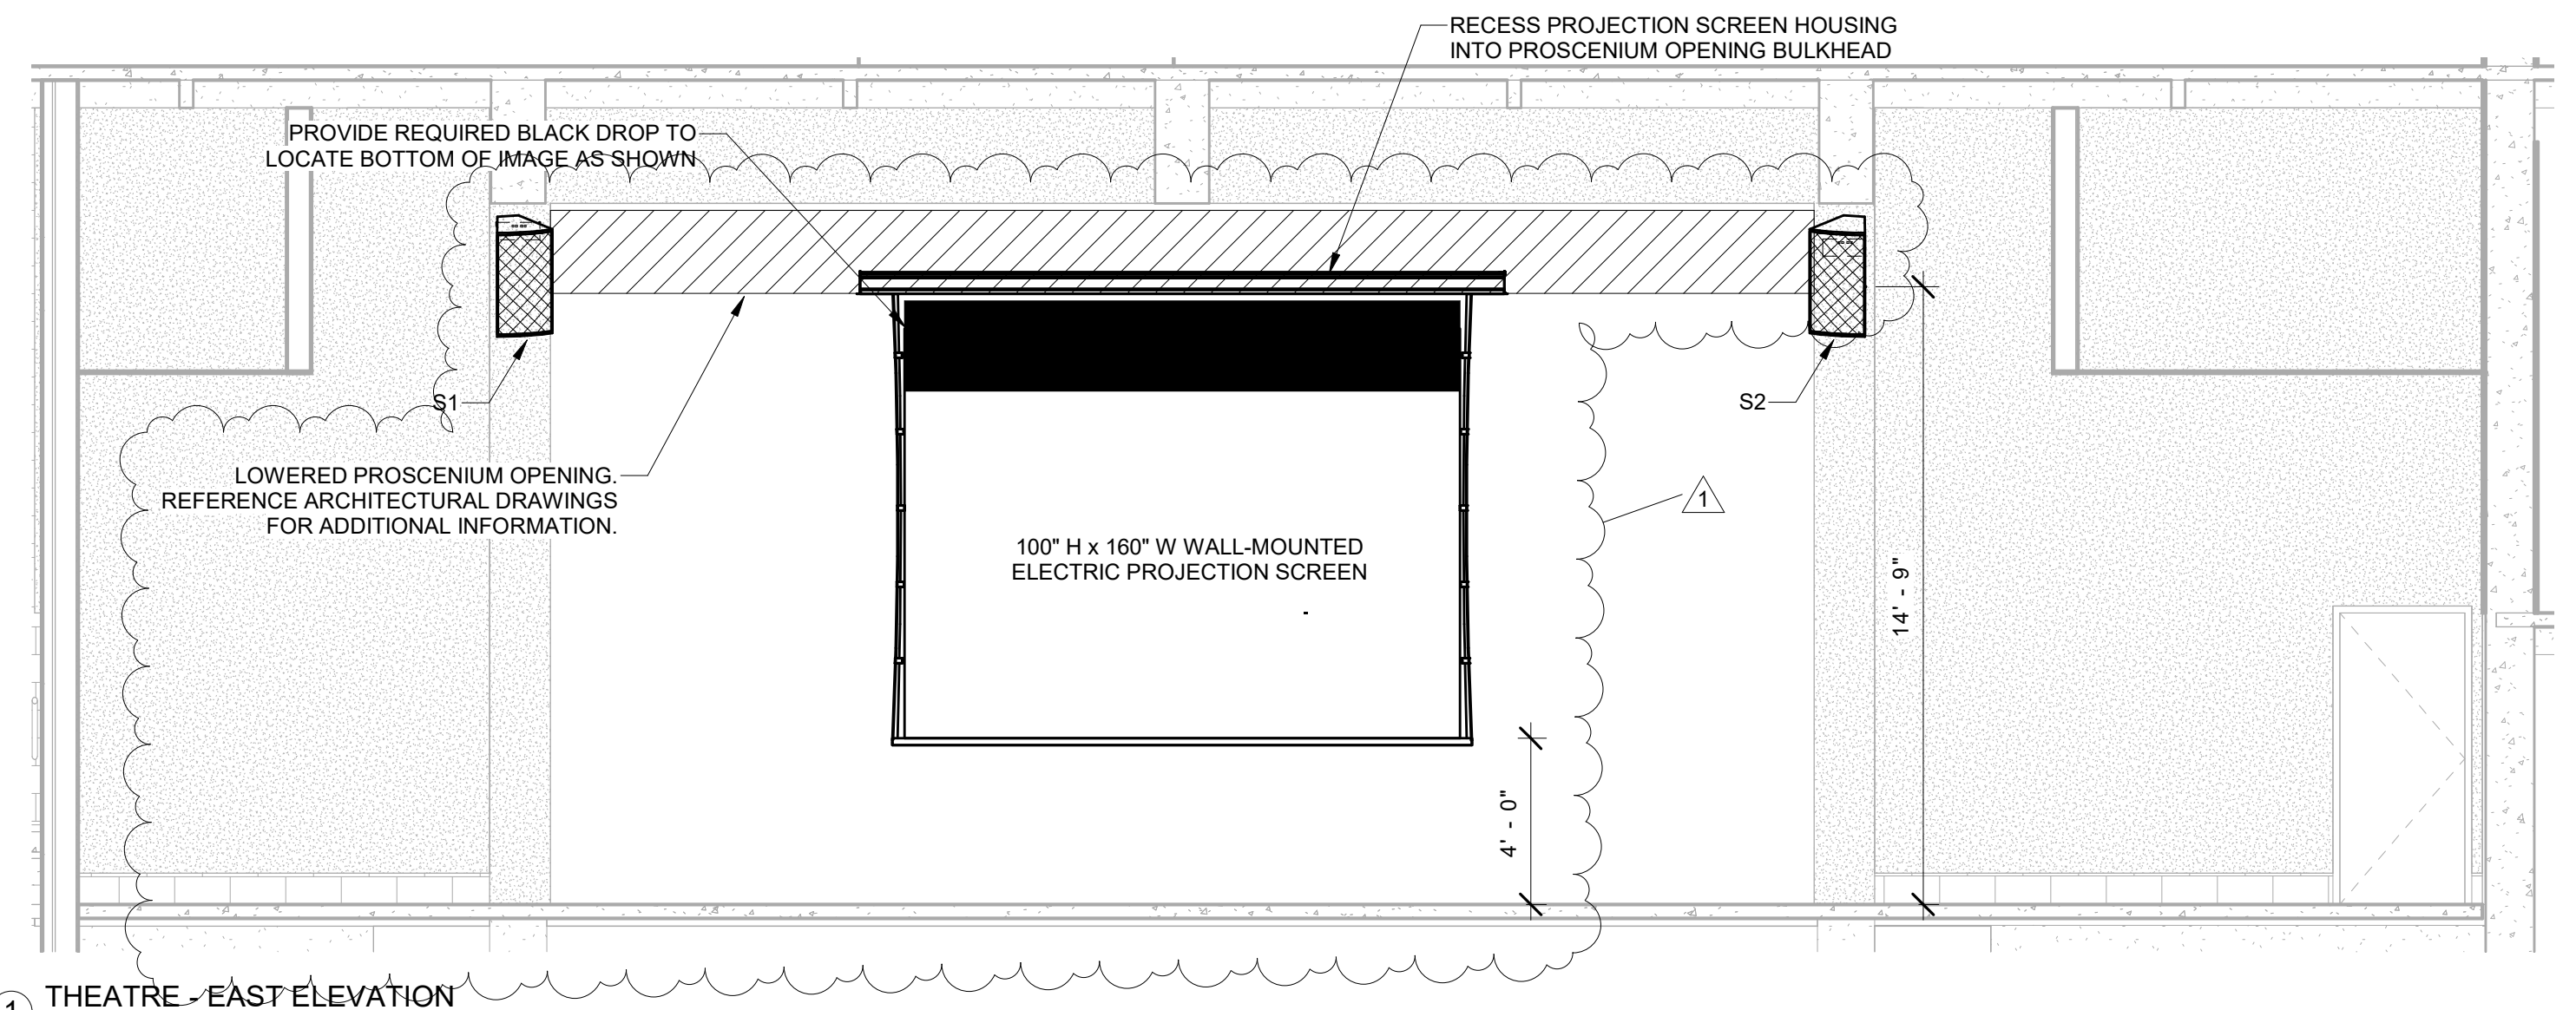 RECESS PROJECTION SCREEN HOUSING
INTO PROSCENIUM OPENING BULKHEAD
PROVIDE REQUIRED BLACK DROP TO
LOCATE BOTTOM OF IMAGE AS SHOWN
S1
S2
LOWERED PROSCENIUM OPENING.
REFERENCE ARCHITECTURAL DRAWINGS
FOR ADDITIONAL INFORMATION.
1
100" H x 160" W WALL-MOUNTED
ELECTRIC PROJECTION SCREEN
14' - 9"
4' - 0"
1
THEATRE - EAST ELEVATION